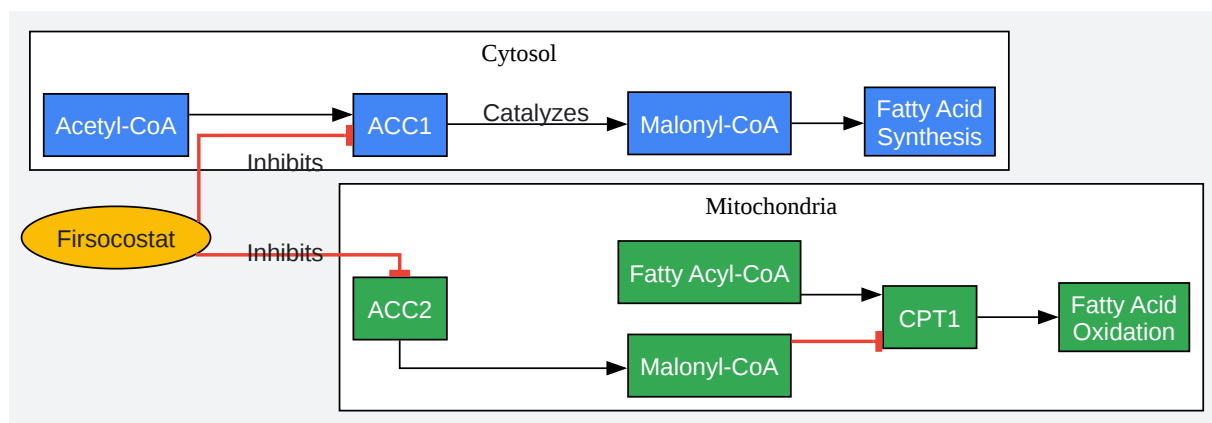 Cytosol
Acetyl-CoA
ACC1
Catalyzes
Malonyl-CoA
Fatty Acid
Synthesis
Inhibits
Mitochondria
Firsocostat
Inhibits
Fatty Acyl-CoA
ACC2
CPT1
Fatty Acid
Oxidation
Malonyl-CoA